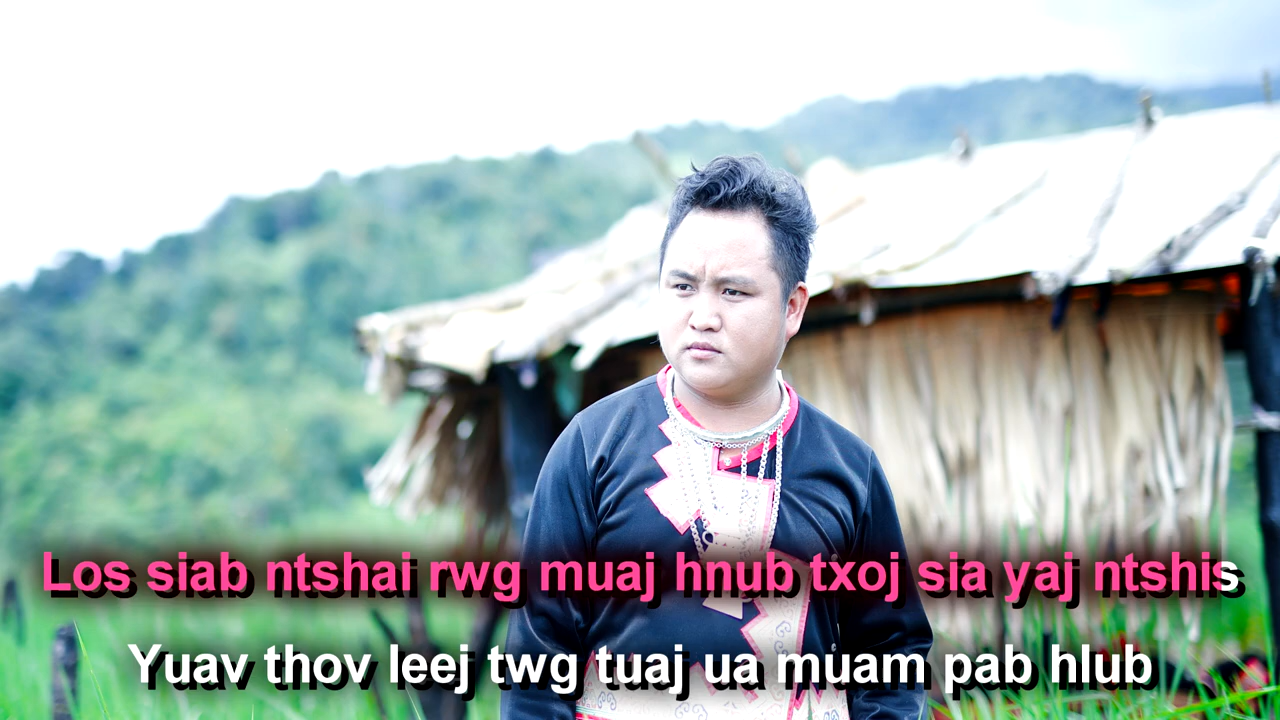 Los siab ntshai rwg muaj hnub txoj sia yaj ntshis
Yuav thov leej twg tuaj ua muam pab hlub